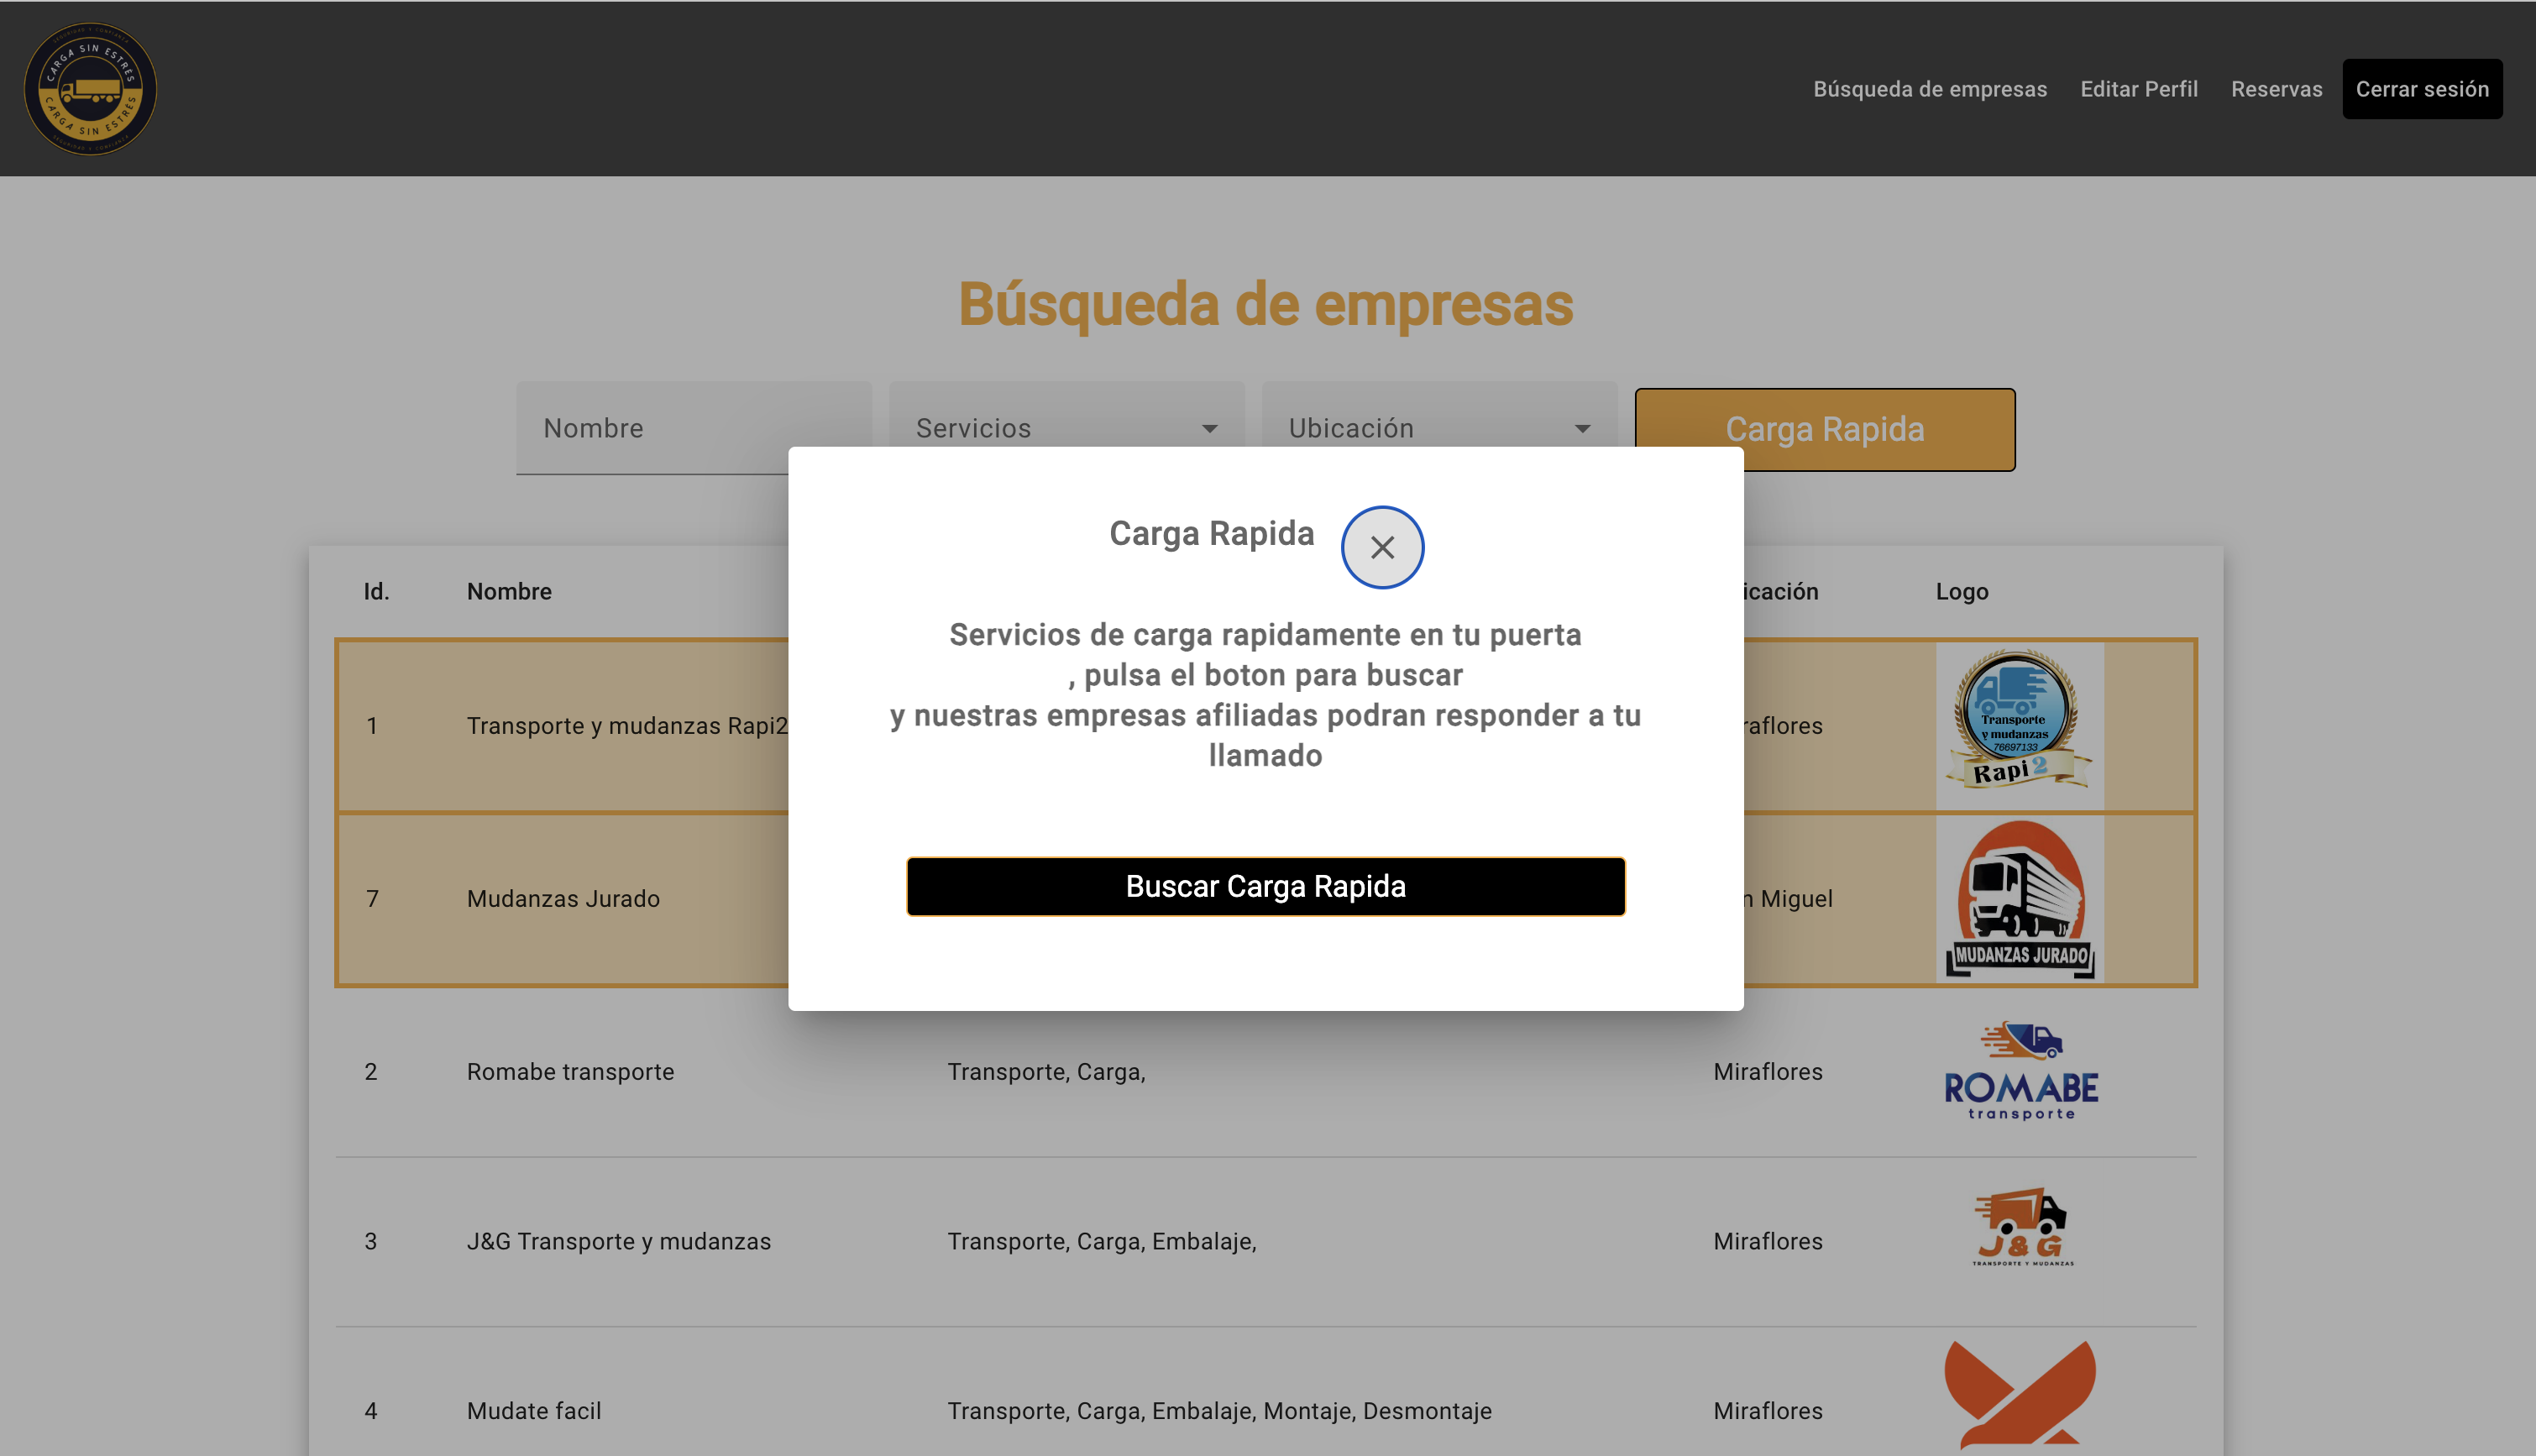 CARGA SIN ESTRÉS
CARGA SIN ESTRÉS
Búsqueda de empresas
Editar Perfil
Reservas
Cerrar sesión
Búsqueda de empresas
Nombre
Servicios
Ubicación
Carga Rapida
Carga Rapida
Servicios de carga rapidamente en tu puerta
, pulsa el boton para buscar
y nuestras empresas afiliadas podran responder a tu
llamado
Buscar Carga Rapida
Id. Nombre icación Logo
1 Transporte y mudanzas Rapi2 raflores
Transporte
y mudanzas
76697133
Rapi 2
7 Mudanzas Jurado n Miguel
MUDANZAS JURADO
2 Romabe transporte Transporte, Carga, Miraflores
ROMABE
transporte
3 J&G Transporte y mudanzas Transporte, Carga, Embalaje, Miraflores
J&G
TRANSPORTE Y MUDANZAS
4 Mudate facil Transporte, Carga, Embalaje, Montaje, Desmontaje Miraflores